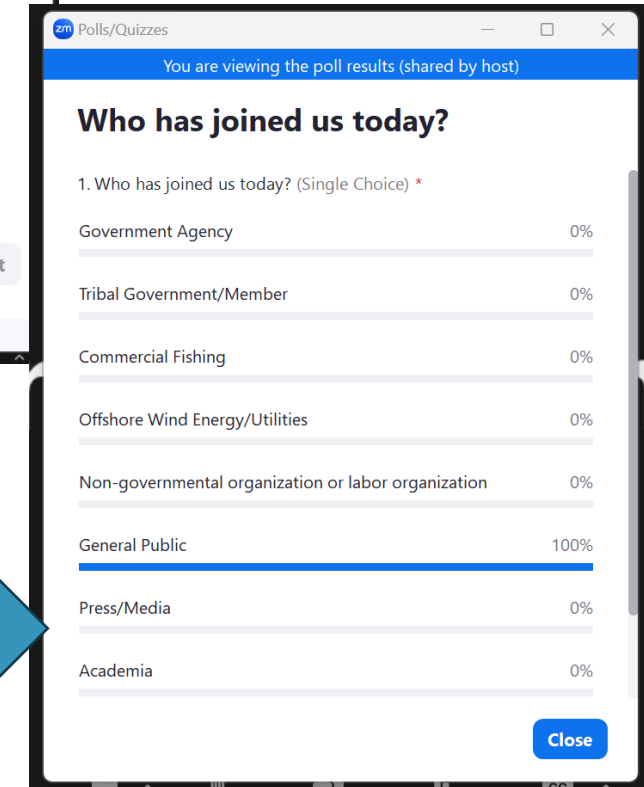 zm Polls/Quizzes
You are viewing the poll results (shared by host)
Who has joined us today?
1. Who has joined us today? (Single Choice) *
Government Agency 0%
Tribal Government/Member 0%
Commercial Fishing 0%
t
Offshore Wind Energy/Utilities 0%
Non-governmental organization or labor organization 0%
General Public 100%
Press/Media 0%
Academia 0%
Close